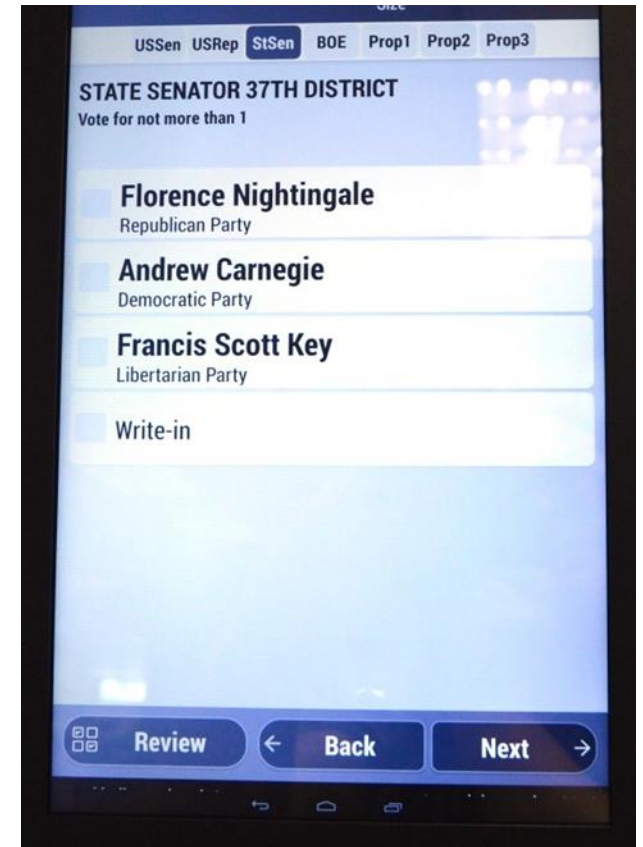 Size
USSen USRep StSen BOE Prop1 Prop2 Prop3
STATE SENATOR 37TH DISTRICT
Vote for not more than 1
Florence Nightingale
Republican Party
Andrew Carnegie
Democratic Party
Francis Scott Key
Libertarian Party
Write-in
Review Back Next